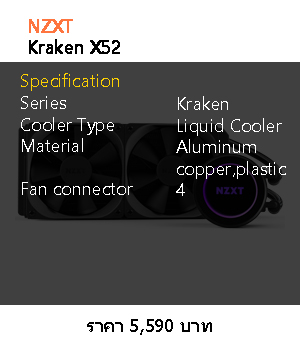 NZXT
Kraken X52
Specification
Series Kraken
Cooler Type Liquid Cooler
Material Aluminum
copper,plastic
Fan connector 4
NZXT
ราคา 5,590 บาท